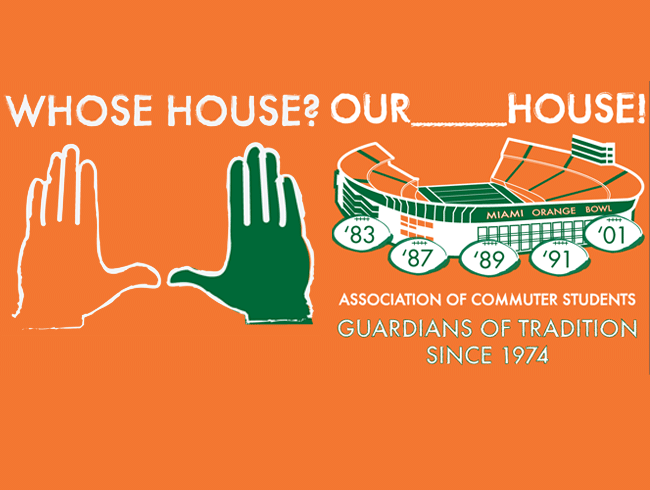 WHOSE HOUSE?
OUR______HOUSE!
MIAMI ORANGE BOWL
'83
'87
'89
'91
'01
ASSOCIATION OF COMMUTER STUDENTS
GUARDIANS OF TRADITION
SINCE 1974